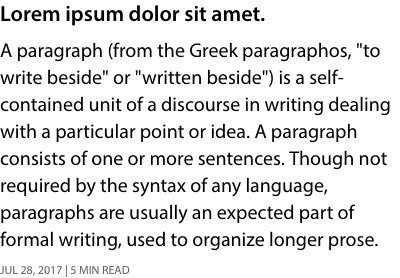 Lorem ipsum dolor sit amet.
A paragraph (from the Greek paragraphos, "to
write beside" or "written beside") is a self-
contained unit of a discourse in writing dealing
with a particular point or idea. A paragraph
consists of one or more sentences. Though not
required by the syntax of any language,
paragraphs are usually an expected part of
formal writing, used to organize longer prose.
JUL 28, 2017 | 5 MIN READ